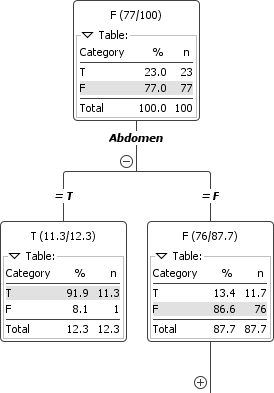 F (77/100)
Table:
Category % n
T 23.0 23
F 77.0 77
Total 100.0 100
Abdomen
= T
= F
T (11.3/12.3)
Table:
Category % n
T 91.9 11.3
F 8.1 1
Total 12.3 12.3
F (76/87.7)
Table:
Category % n
T 13.4 11.7
F 86.6 76
Total 87.7 87.7